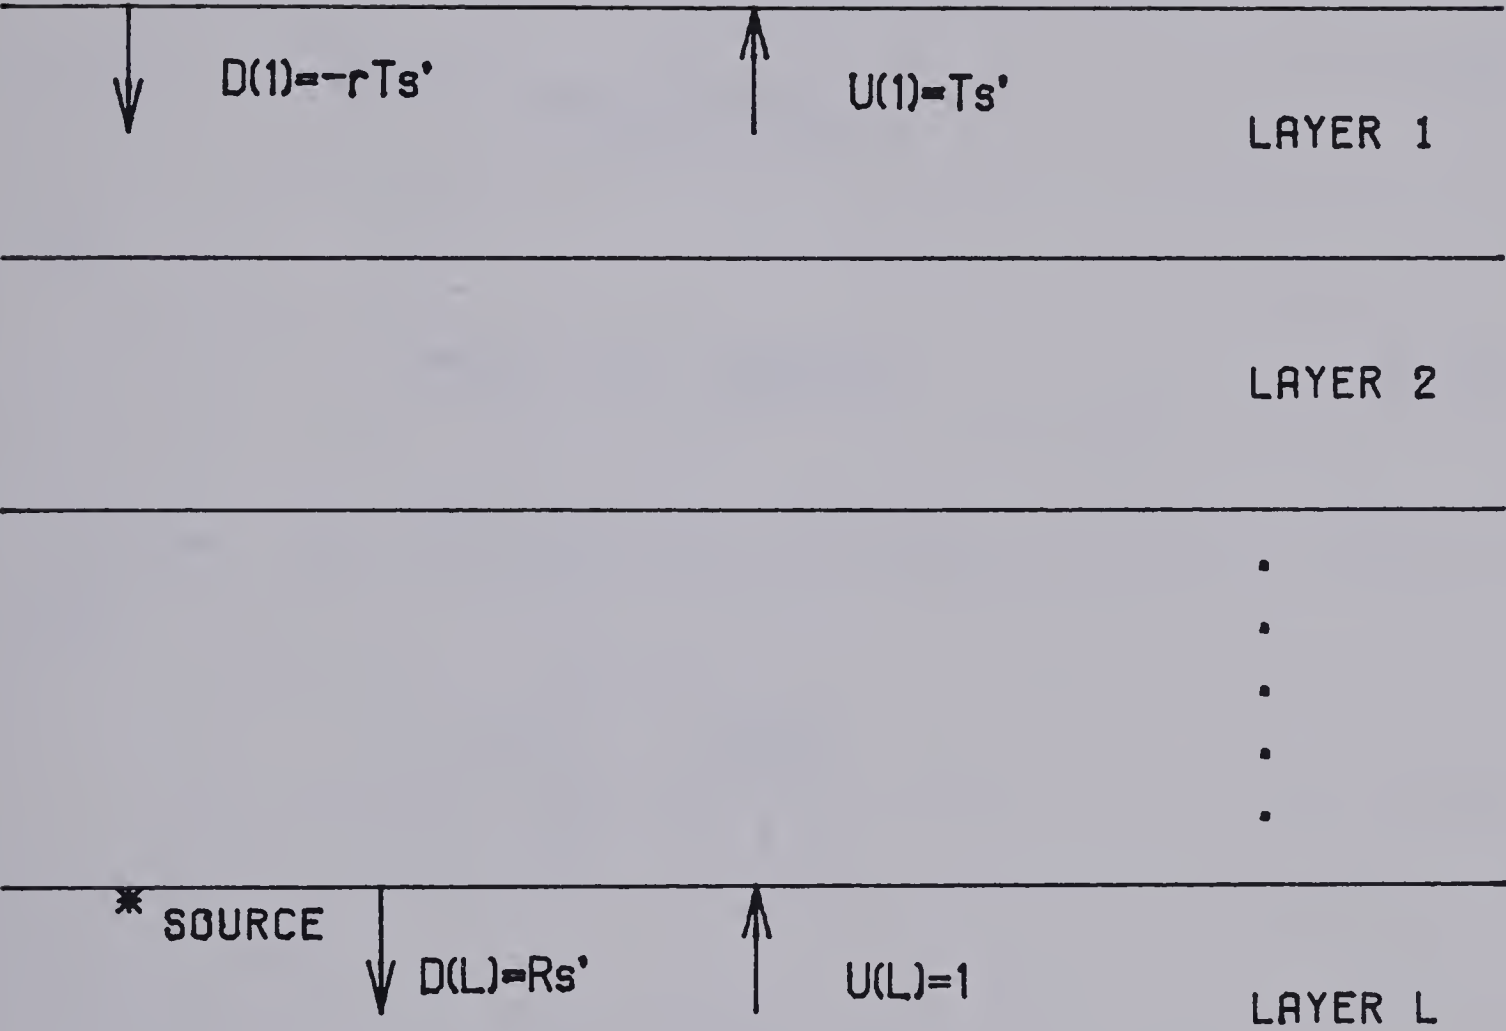 D(1)=-rTs'
U(1)=Ts'
LAYER 1
LAYER 2
* SOURCE
D(L)=Rs'
U(L)=1
LAYER L